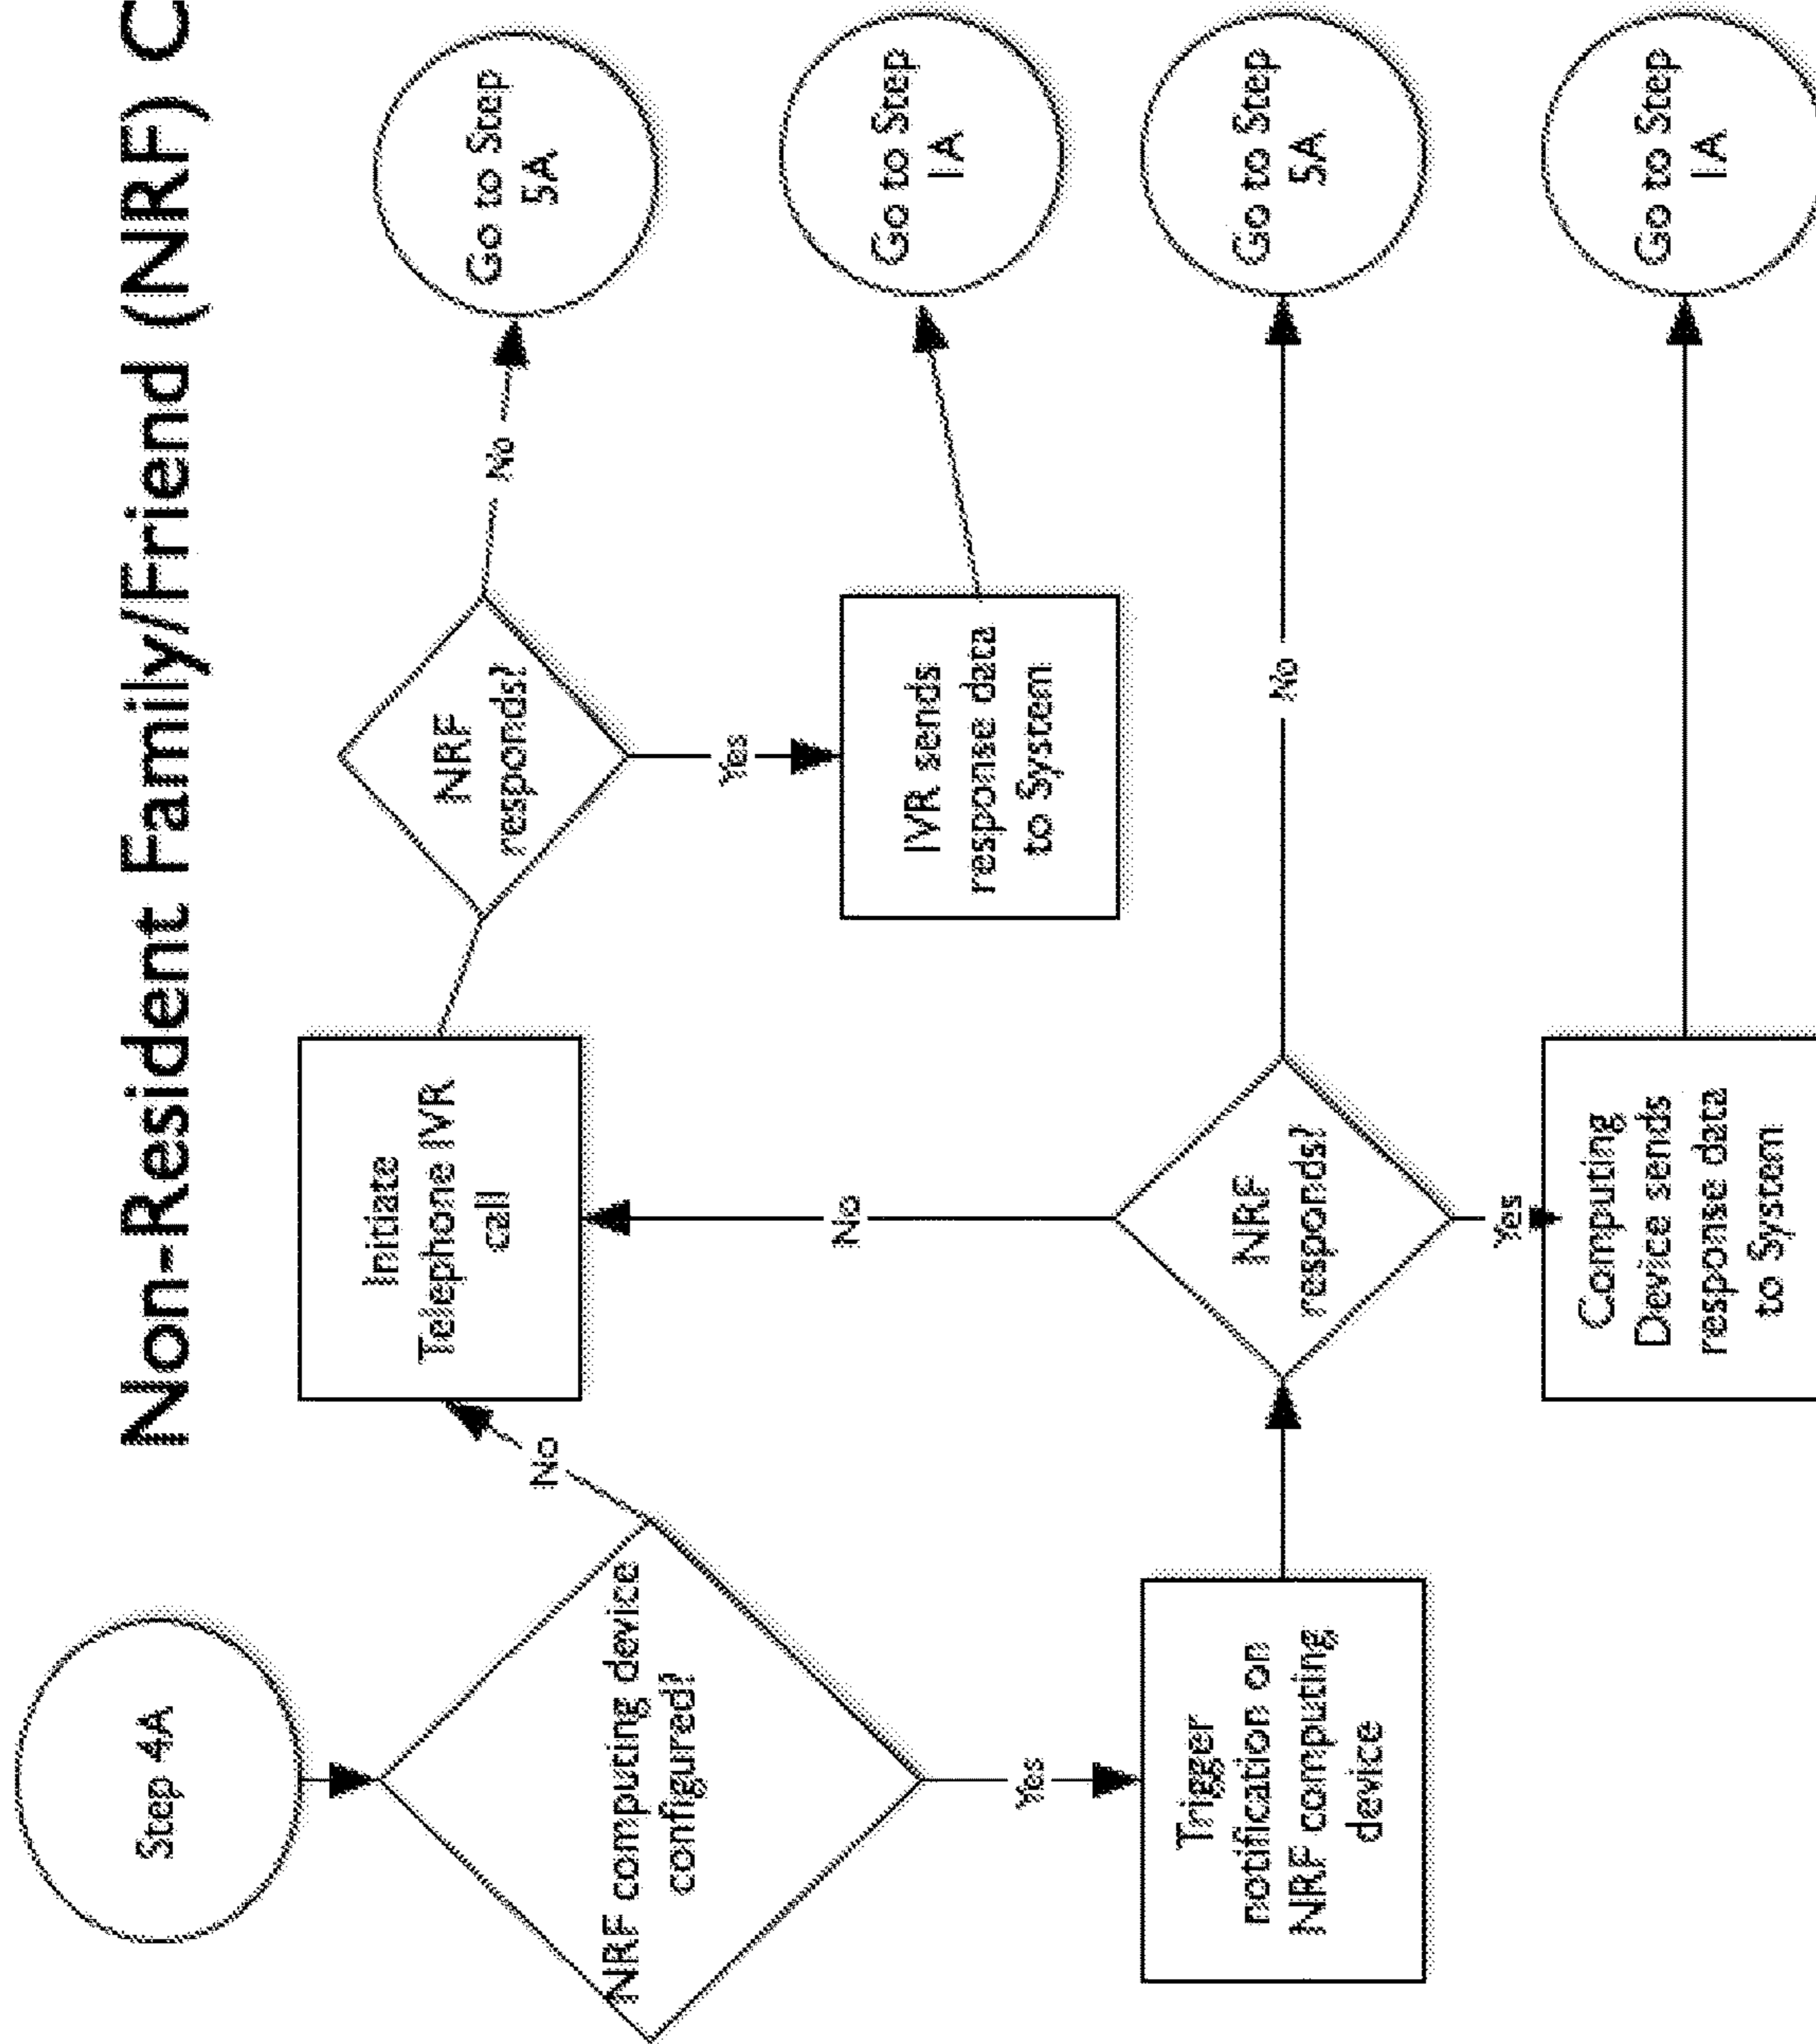 Non-Resident Family/Friend (NRF) C
Step 4A
NRF computing device
configured?
No
Yes
Initiate
Telephone IVR
call
NRF
responds?
No
Go to Step
5A
Yes
IVR sends
response data
to System
Go to Step
1A
Trigger
notification on
NRF computing
device
No
NRF
responds?
No
Go to Step
5A
Yes
Computing
Device sends
response data
to System
Go to Step
1A